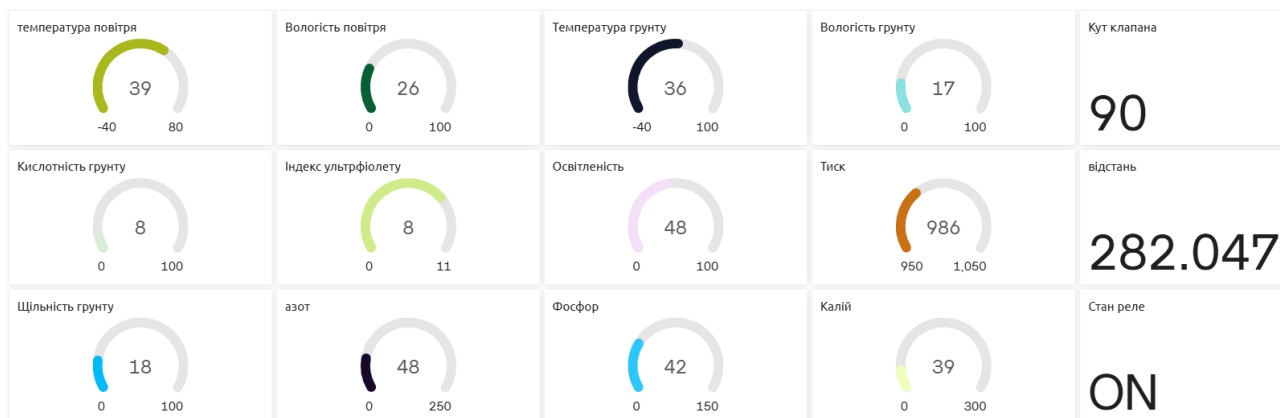 температура повітря
39
-40 80
Вологість повітря
26
0 100
Температура грунту
36
-40 100
Вологість грунту
17
0 100
Кут клапана
90
Кислотність грунту
8
0 100
Індекс ультрфіолету
8
0 11
Освітленість
48
0 100
Тиск
986
950 1,050
відстань
282.047
Щільність грунту
18
0 100
азот
48
0 250
Фосфор
42
0 150
Калій
39
0 300
Стан реле
ON